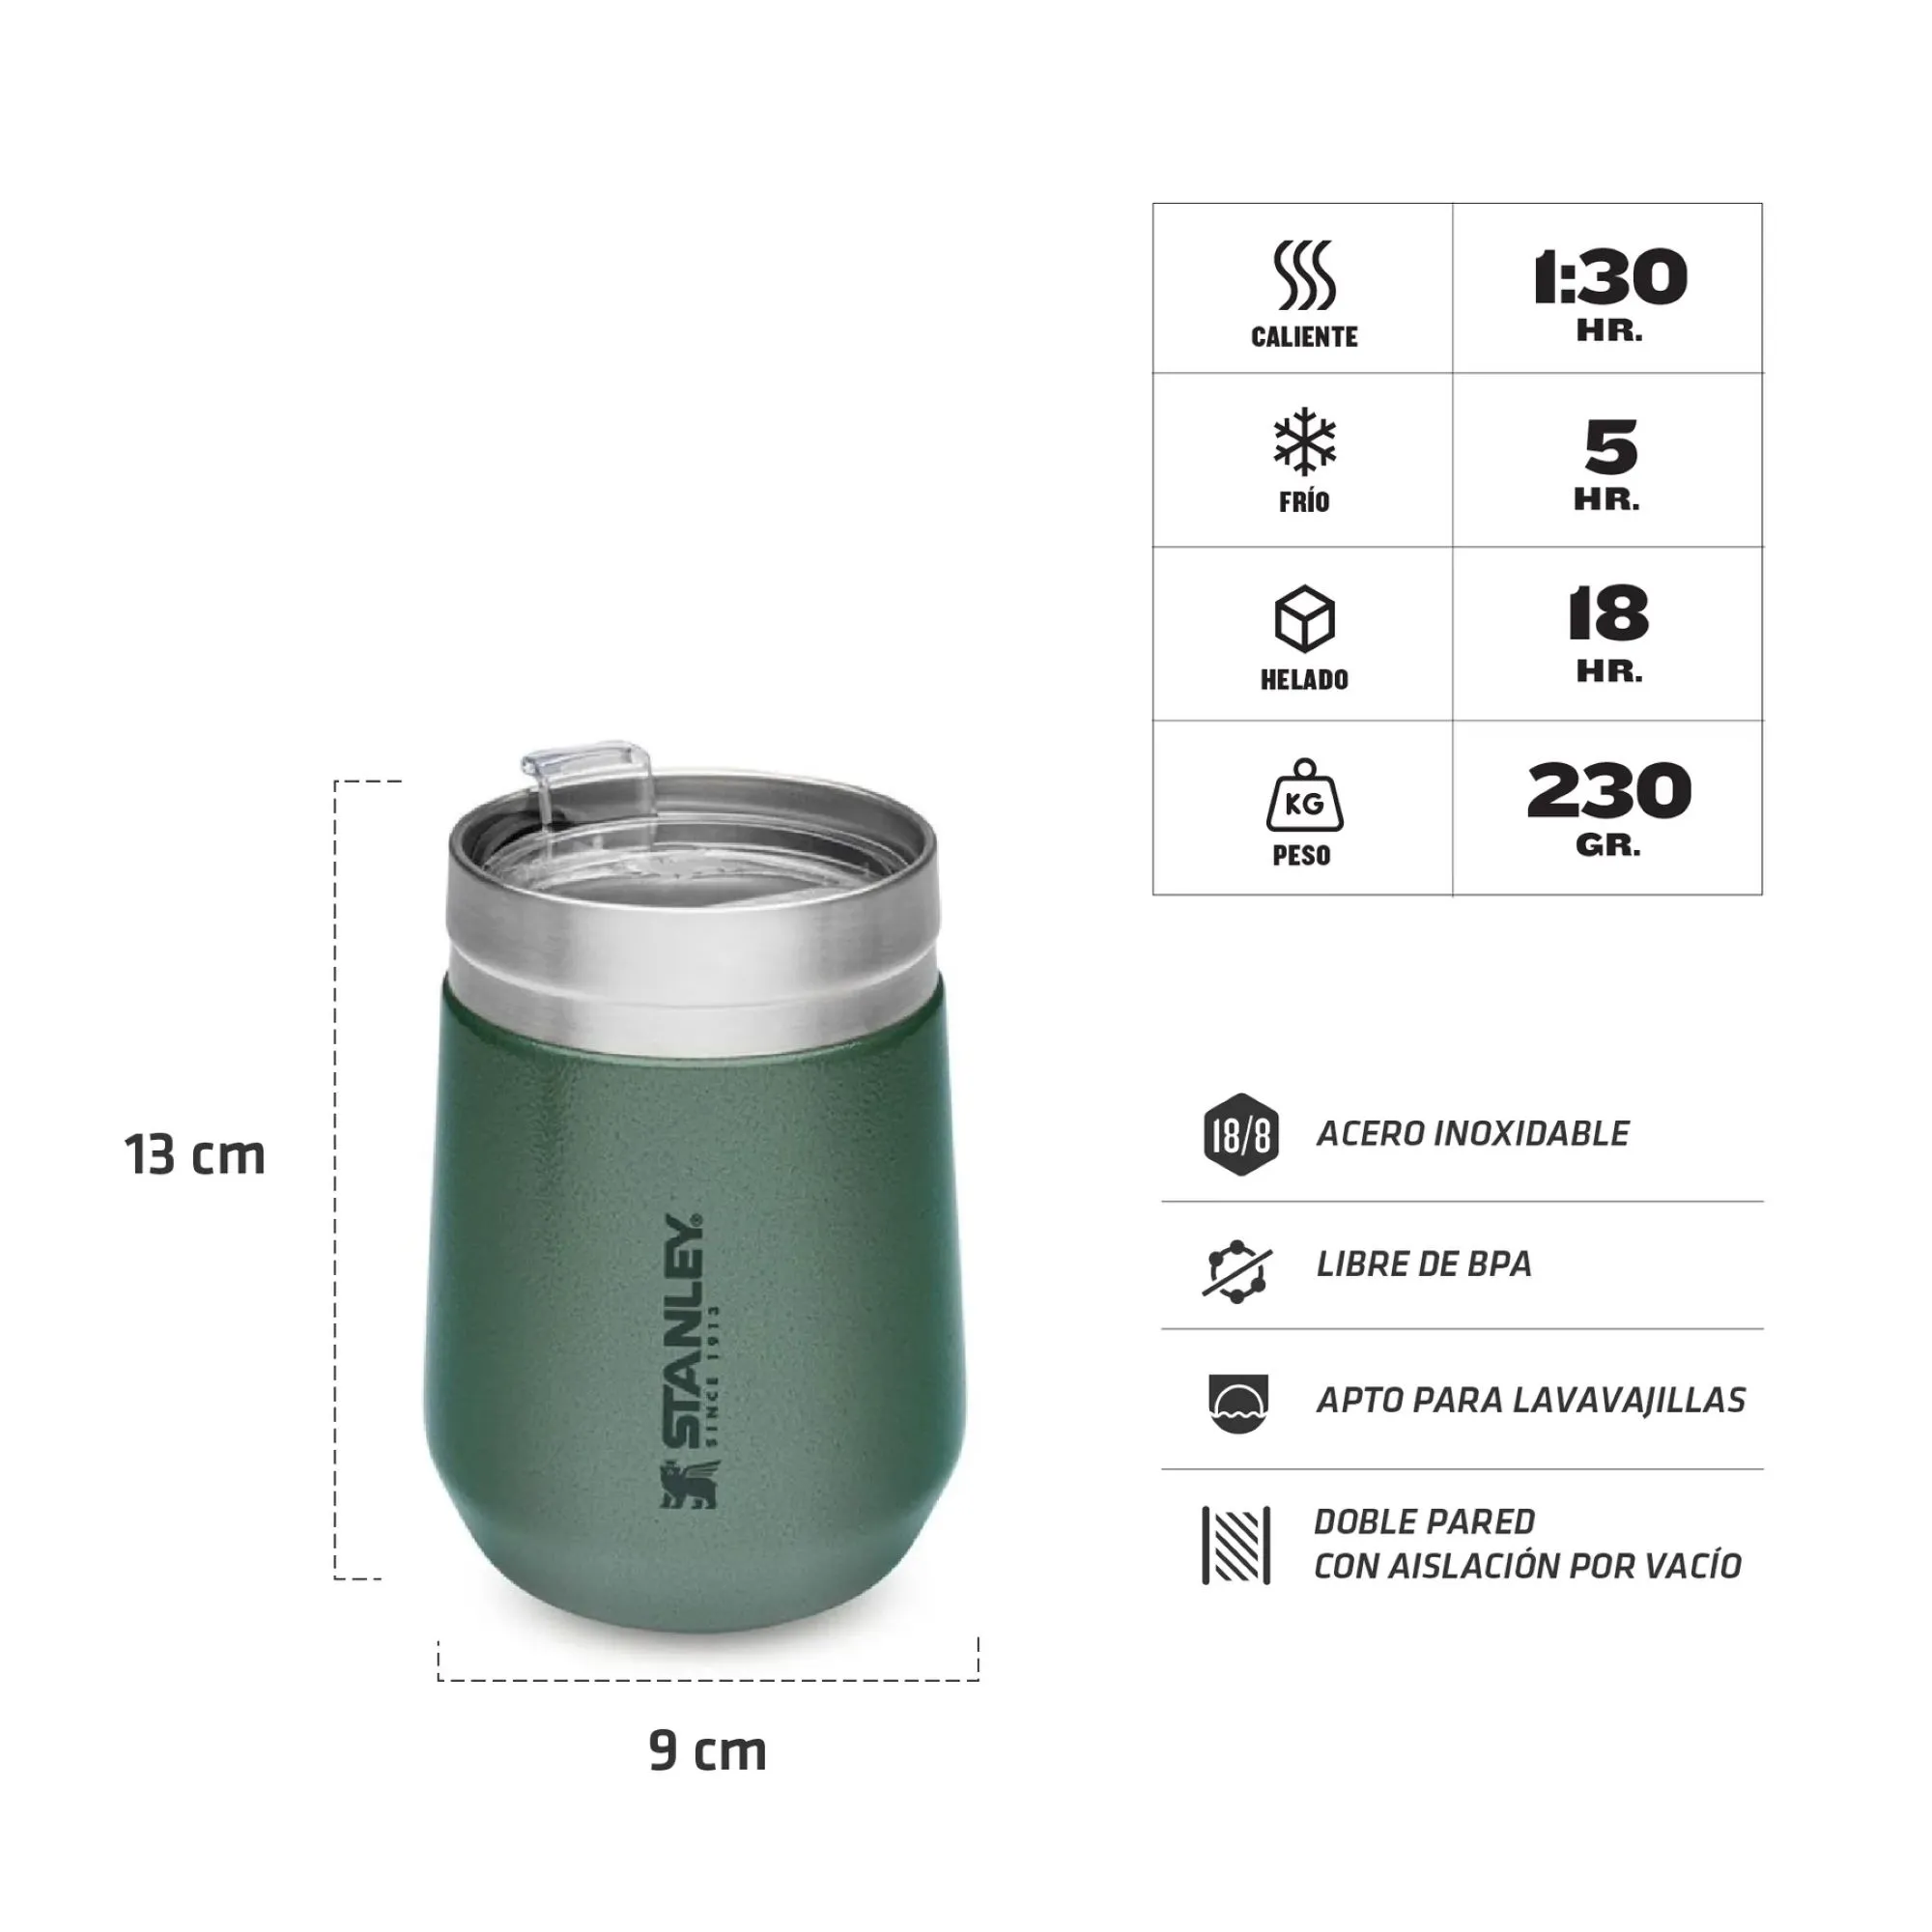 CALIENTE
1:30
HR.
FRÍO
5
HR.
HELADO
18
HR.
KG
PESO
230
GR.
13 cm
STANLEY®
SINCE 1913
9 cm
18/8
ACERO INOXIDABLE
LIBRE DE BPA
APTO PARA LAVAVAJILLAS
DOBLE PARED
CON AISLACIÓN POR VACÍO